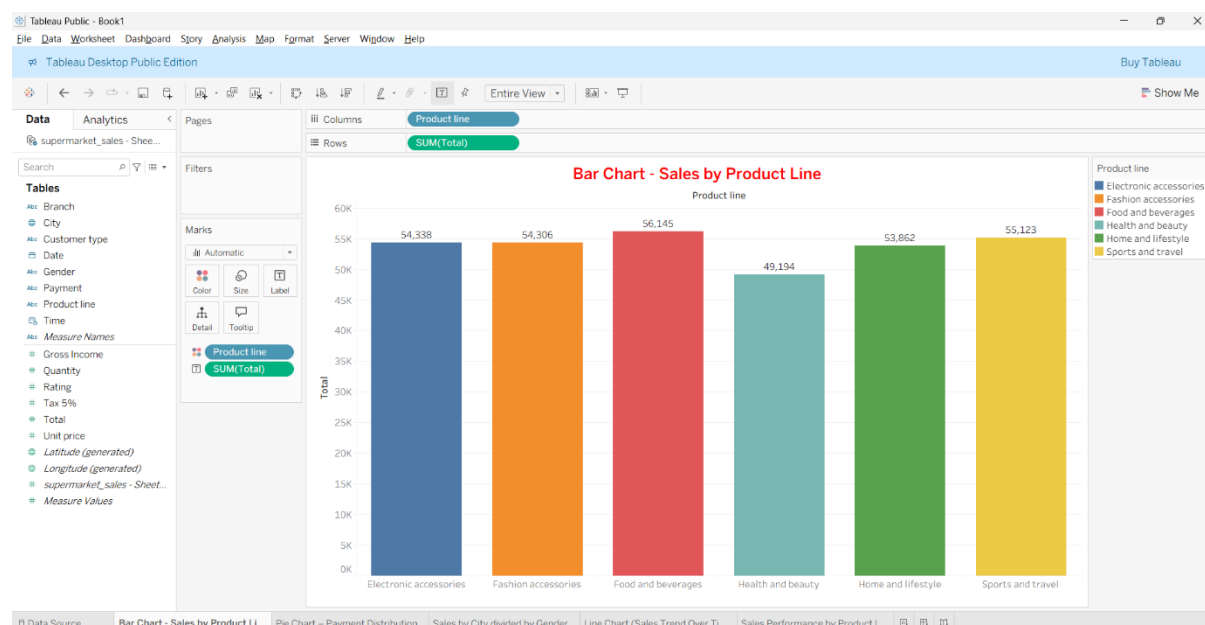 Tableau Public - Book1
File Data Worksheet Dashboard Story Analysis Map Format Server Window Help
Tableau Desktop Public Edition
Buy Tableau
Entire View
Show Me
Data Analytics
supermarket_sales - Shee...
Search
Tables
Abc Branch
City
Abc Customer type
Date
Abc Gender
Abc Payment
Abc Product line
Time
Abc Measure Names
# Gross Income
# Quantity
# Rating
# Tax 5%
# Total
# Unit price
Latitude (generated)
Longitude (generated)
# supermarket_sales - Sheet...
# Measure Values
Pages
Filters
Marks
Automatic
Color Size Label
Detail Tooltip
Product line
SUM(Total)
Columns Product line
Rows SUM(Total)
Bar Chart - Sales by Product Line
Product line
Total
60K
55K
50K
45K
40K
35K
30K
25K
20K
15K
10K
5K
0K
54,338 54,306 56,145 49,194 53,862 55,123
Electronic accessories Fashion accessories Food and beverages Health and beauty Home and lifestyle Sports and travel
Product line
Electronic accessories
Fashion accessories
Food and beverages
Health and beauty
Home and lifestyle
Sports and travel
Data Source Bar Chart - Sales by Product Li... Pie Chart – Payment Distribution Sales by City divided by Gender Line Chart (Sales Trend Over Ti... Sales Performance by Product L...